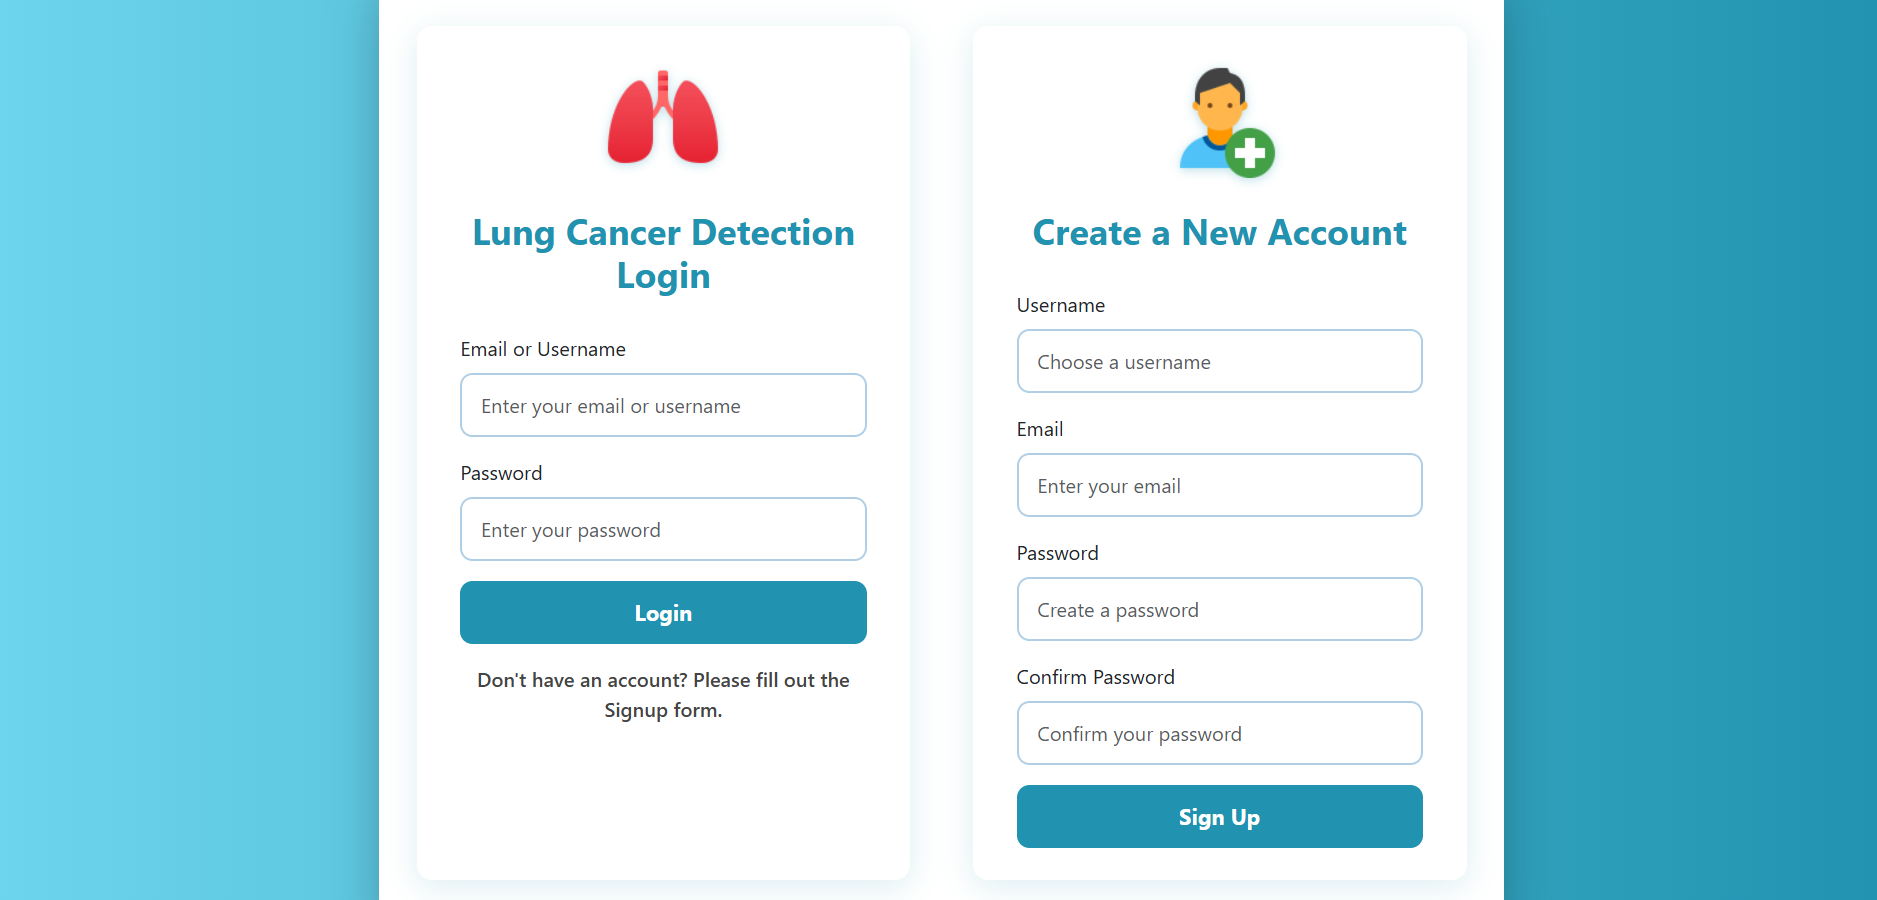 Lung Cancer Detection
Login
Email or Username
Enter your email or username
Password
Enter your password
Login
Don't have an account? Please fill out the
Signup form.
Create a New Account
Username
Choose a username
Email
Enter your email
Password
Create a password
Confirm Password
Confirm your password
Sign Up